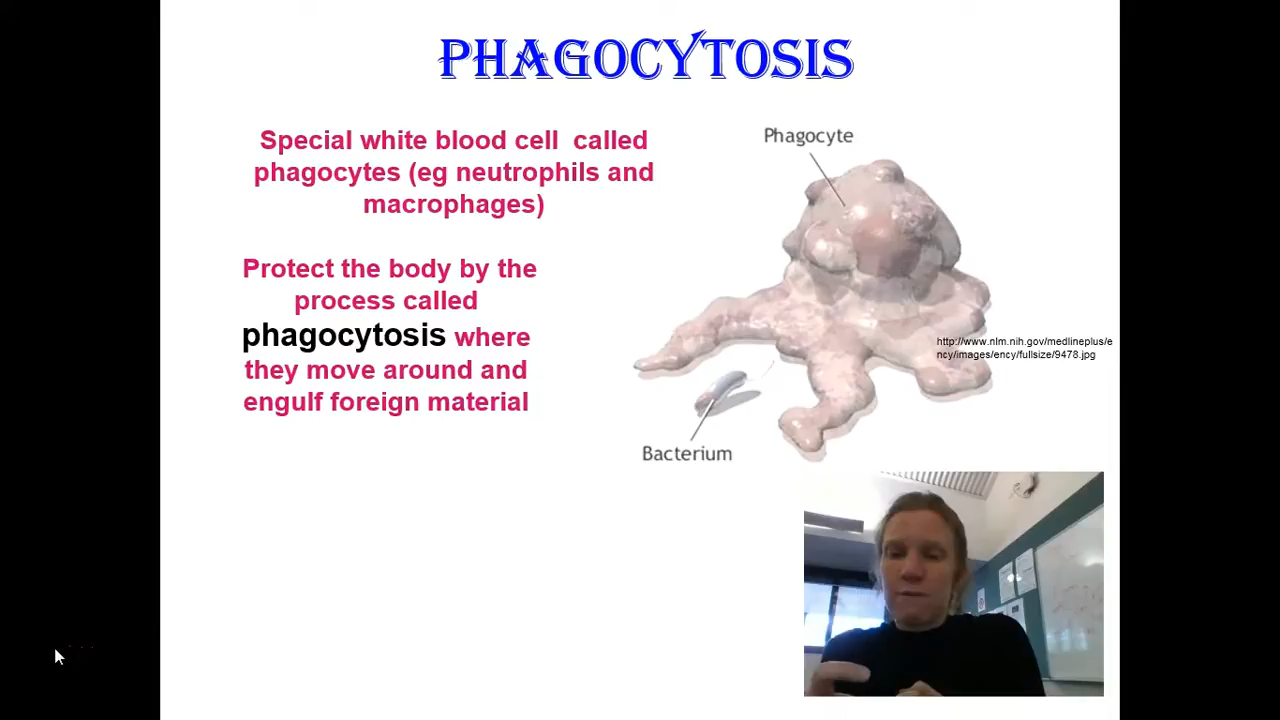 PHAGOCYTOSIS
Special white blood cell called
phagocytes (eg neutrophils and
macrophages)
Protect the body by the
process called
phagocytosis where
they move around and
engulf foreign material
Phagocyte
http://www.nlm.nih.gov/medlineplus/e
ncy/images/ency/fullsize/9478.jpg
Bacterium